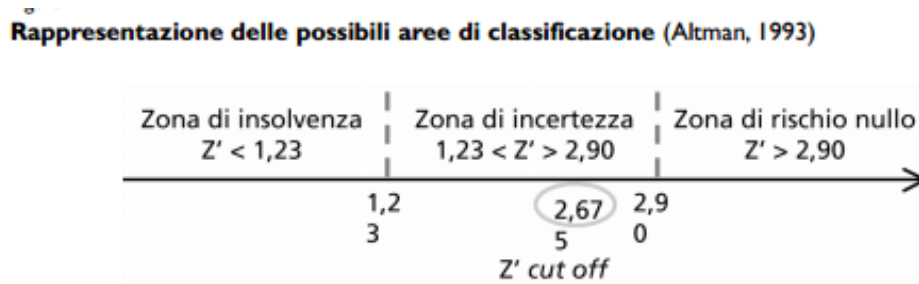 Rappresentazione delle possibili aree di classificazione (Altman, 1993)
Zona di insolvenza
Z' < 1,23
Zona di incertezza
1,23 < Z' > 2,90
Zona di rischio nullo
Z' > 2,90
1,2
3
2,67
5
2,9
0
Z' cut off